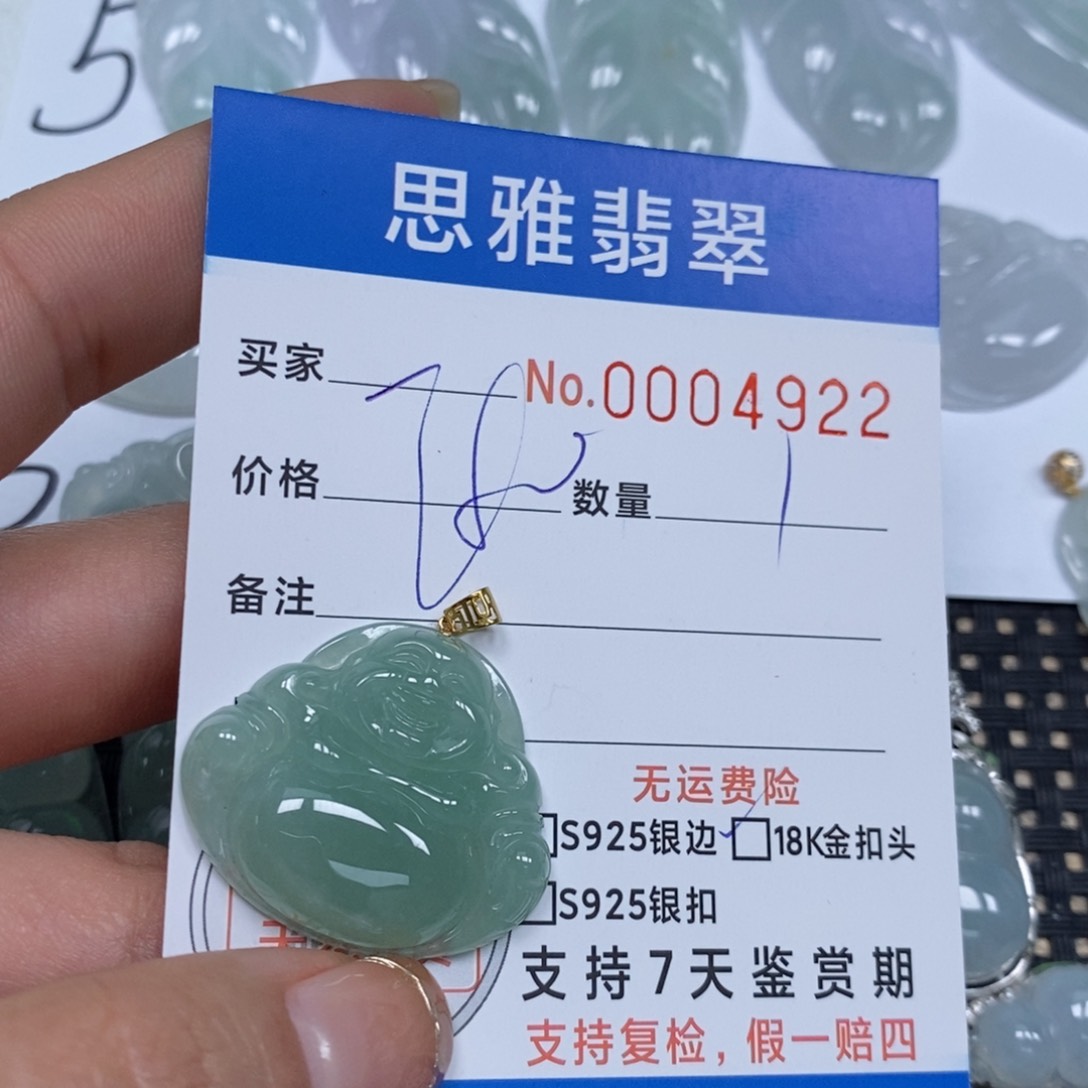 5
思雅翡翠
买家 No.0004922
价格 数量 1
备注
无运费险
S925银边 18K金扣头
S925银扣
支持7天鉴赏期
支持复检，假一赔四